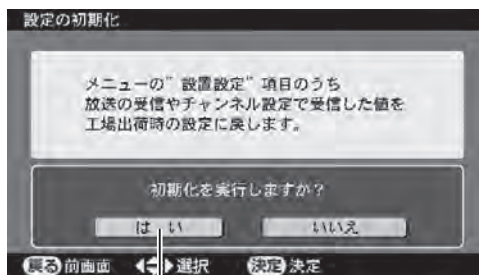 設定の初期化
メニューの”設置設定”項目のうち
放送の受信やチャンネル設定で受信した値を
工場出荷時の設定に戻します。
初期化を実行しますか？
はい　いいえ
戻る 前画面　選択　決定 決定